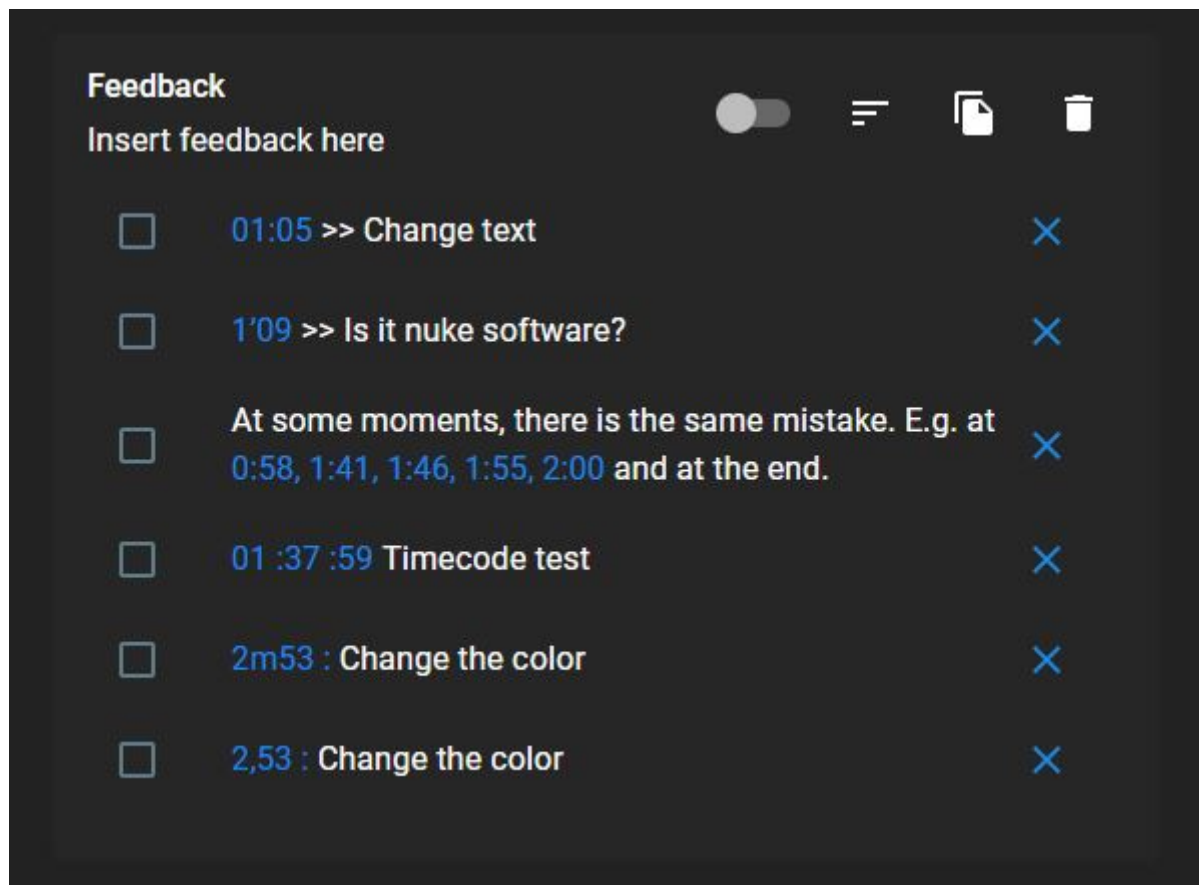 Feedback
Insert feedback here
01:05 >> Change text
1’09 >> Is it nuke software?
At some moments, there is the same mistake. E.g. at
0:58, 1:41, 1:46, 1:55, 2:00 and at the end.
01 :37 :59 Timecode test
2m53 : Change the color
2,53 : Change the color